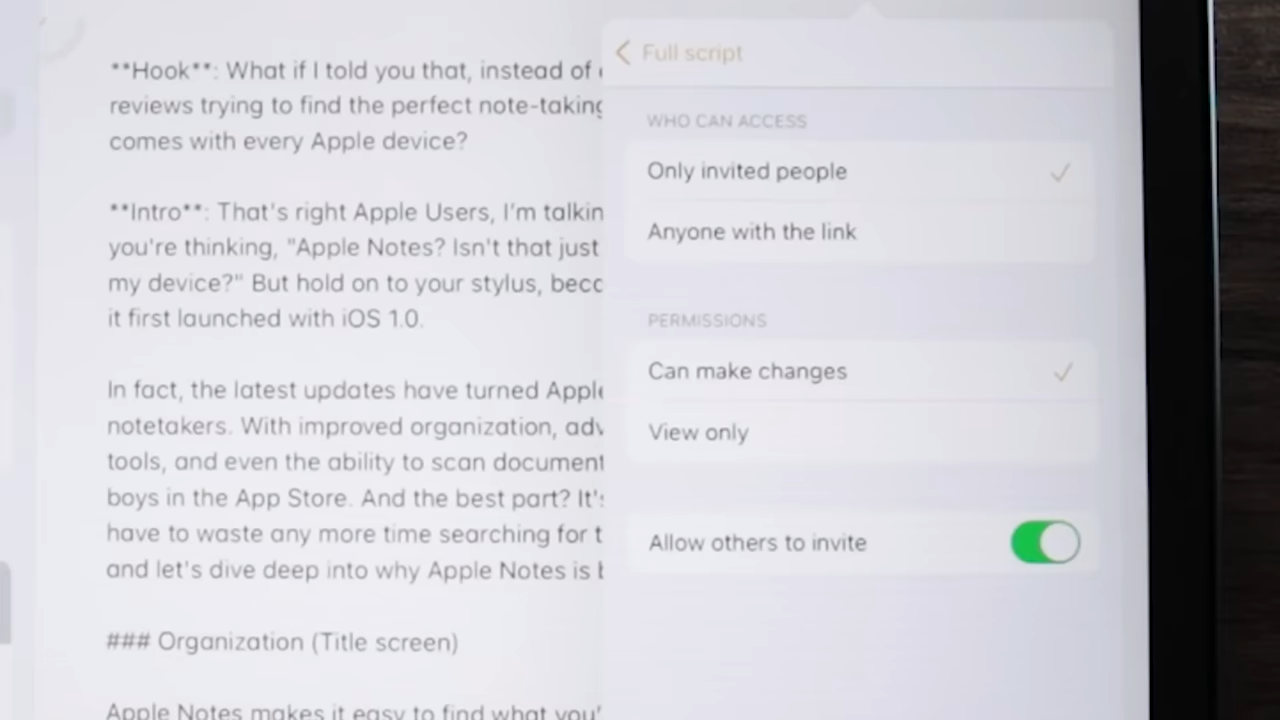 **Hook**: What if I told you that, instead of
reviews trying to find the perfect note-taking
comes with every Apple device?
**Intro**: That's right Apple Users, I'm talkin
you're thinking, "Apple Notes? Isn't that just
my device?" But hold on to your stylus, beca
it first launched with iOS 1.0.
In fact, the latest updates have turned Apple
notetakers. With improved organization, adv
tools, and even the ability to scan document
boys in the App Store. And the best part? It's
have to waste any more time searching for t
and let's dive deep into why Apple Notes is b
### Organization (Title screen)
Apple Notes makes it easy to find what you'
Full script
WHO CAN ACCESS
Only invited people
Anyone with the link
PERMISSIONS
Can make changes
View only
Allow others to invite